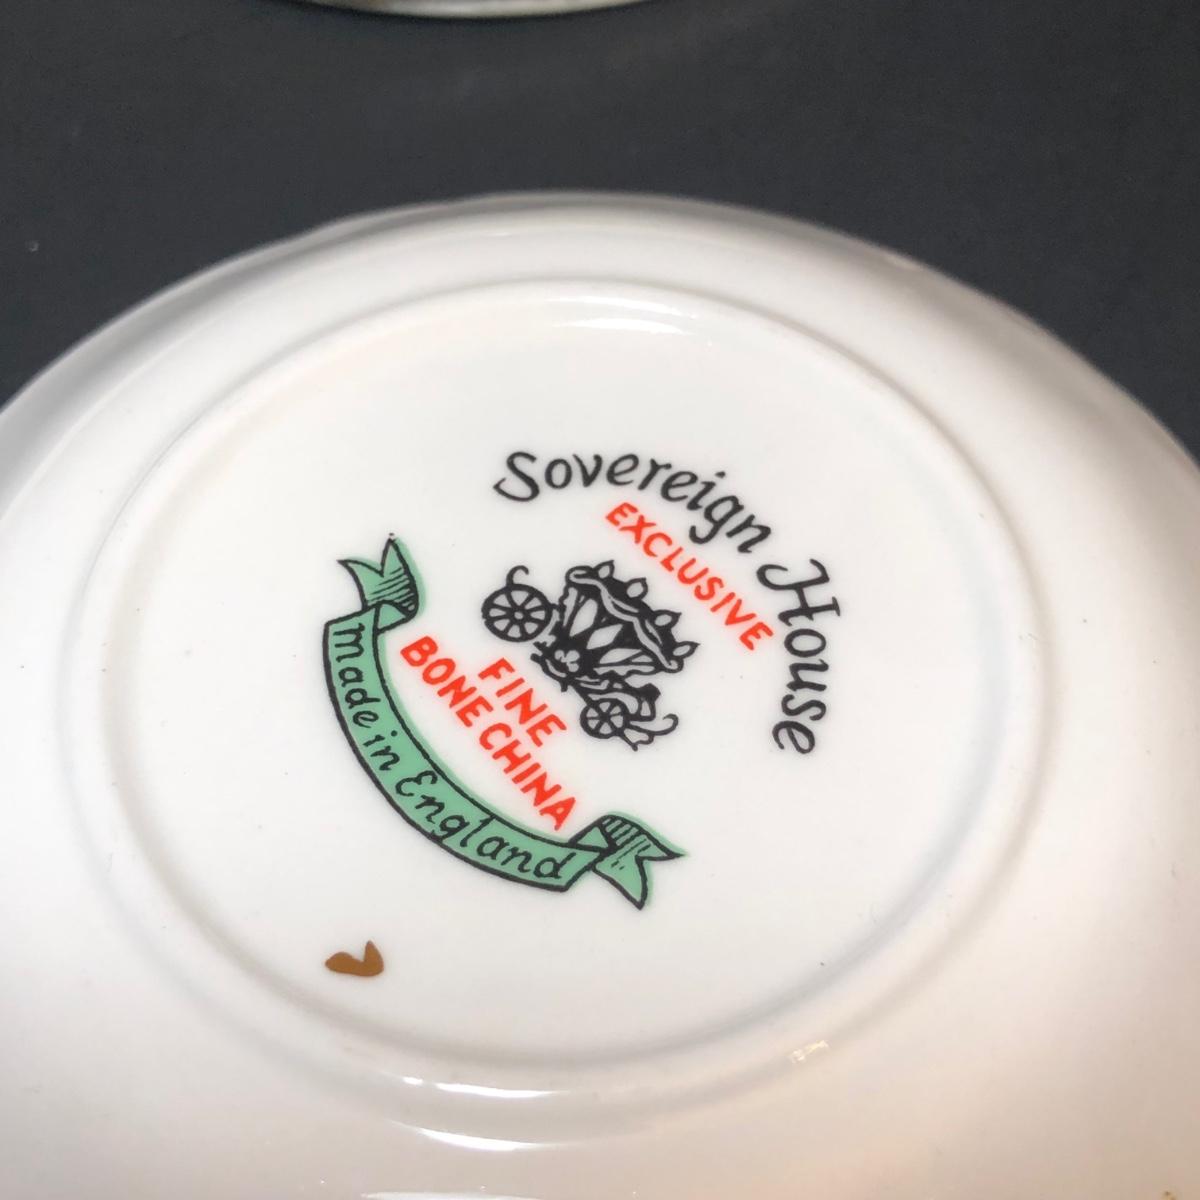 Sovereign House
EXCLUSIVE
FINE
BONE CHINA
Made in England